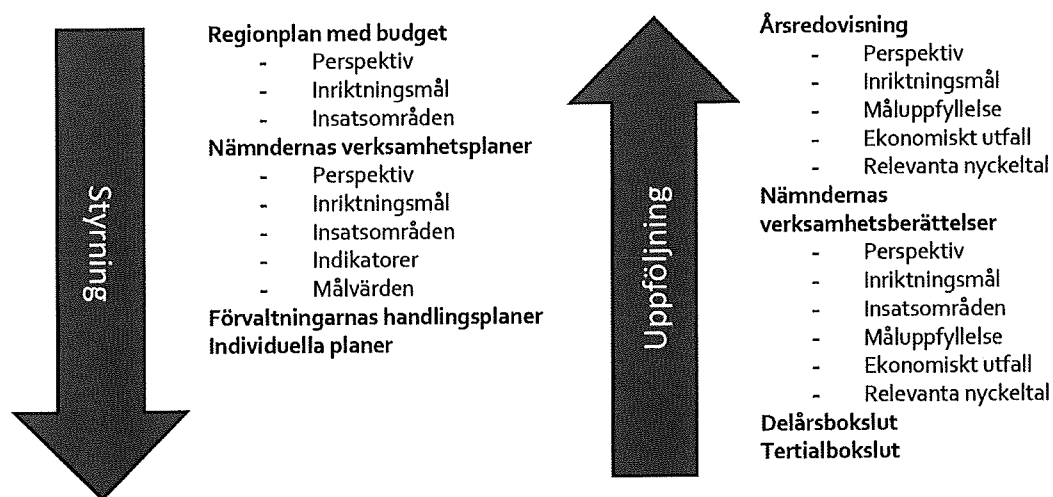 Styrning
Regionplan med budget
- Perspektiv
- Inriktningsmål
- Insatsområden
Nämndernas verksamhetsplaner
- Perspektiv
- Inriktningsmål
- Insatsområden
- Indikatorer
- Målvärden
Förvaltningarnas handlingsplaner
Individuella planer
Uppföljning
Årsredovisning
- Perspektiv
- Inriktningsmål
- Måluppfyllelse
- Ekonomiskt utfall
- Relevanta nyckeltal
Nämndernas
verksamhetsberättelser
- Perspektiv
- Inriktningsmål
- Insatsområden
- Måluppfyllelse
- Ekonomiskt utfall
- Relevanta nyckeltal
Delårsbokslut
Tertialbokslut